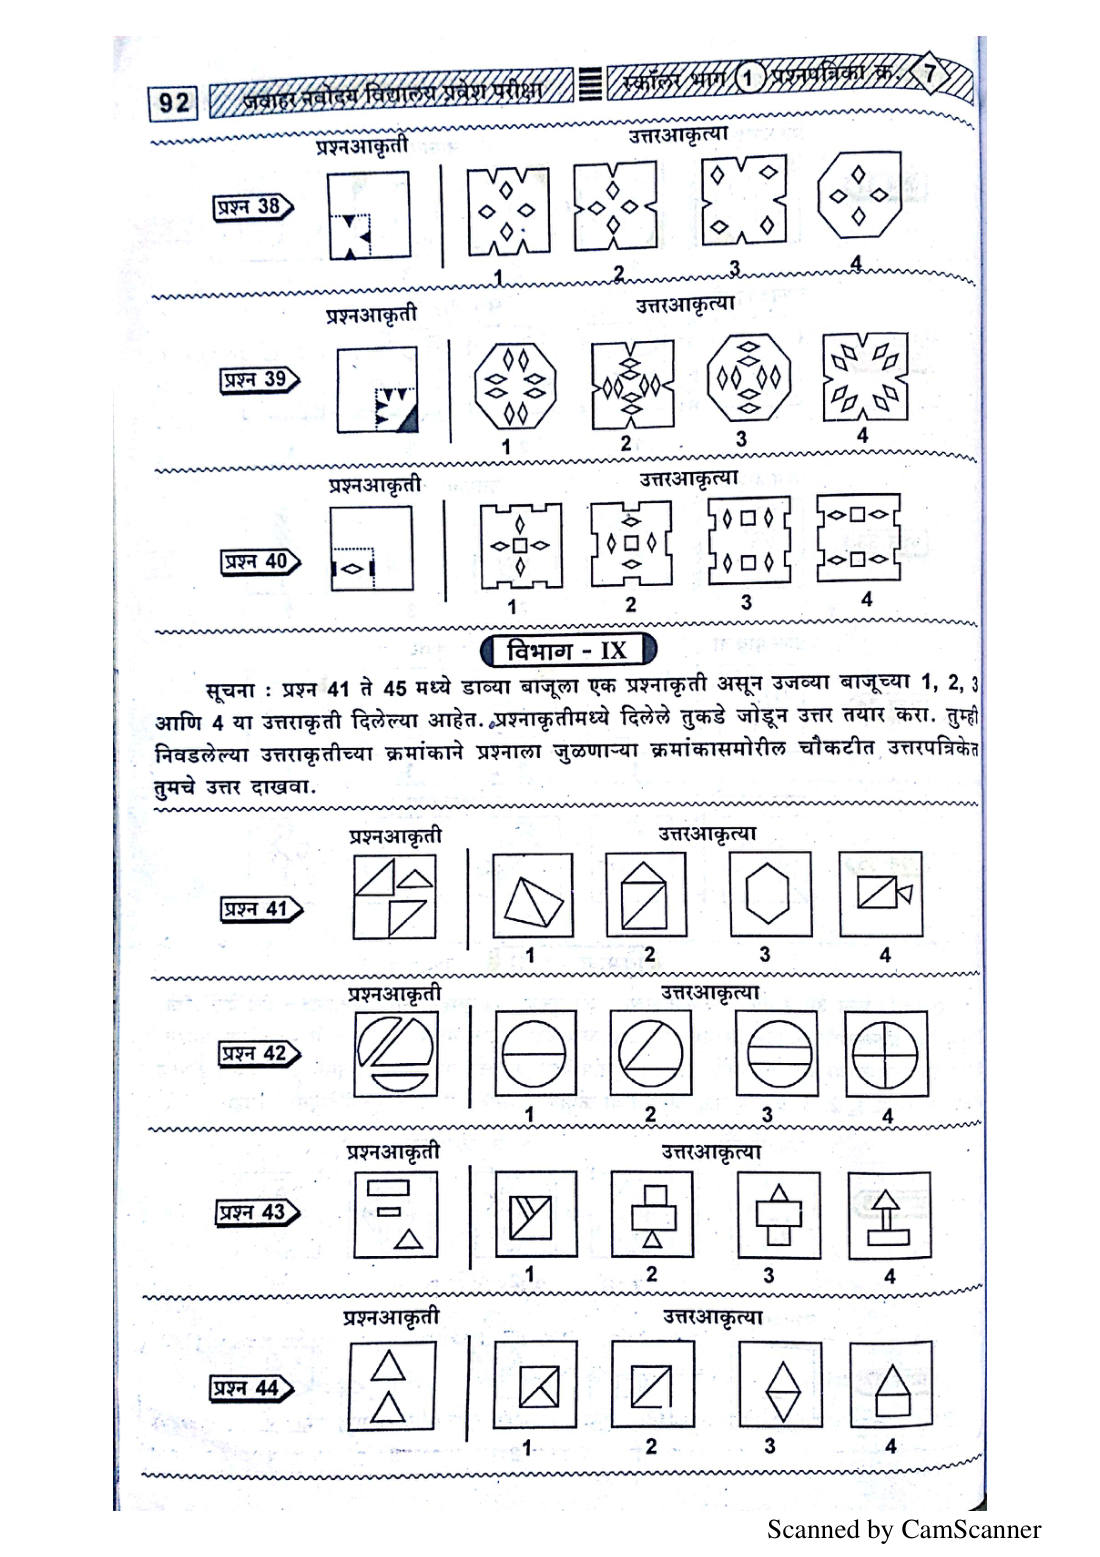 92 जवाहर नवोदय विद्यालय प्रवेश परीक्षा स्कॉलर भाग 1 प्रश्नपत्रिका क्र. 7
प्रश्नआकृती उत्तरआकृत्या
प्रश्न 38
1 2 3 4
प्रश्नआकृती उत्तरआकृत्या
प्रश्न 39
1 2 3 4
प्रश्नआकृती उत्तरआकृत्या
प्रश्न 40
1 2 3 4
विभाग - IX
सूचना : प्रश्न 41 ते 45 मध्ये डाव्या बाजूला एक प्रश्नाकृती असून उजव्या बाजूच्या 1, 2, 3
आणि 4 या उत्तराकृती दिलेल्या आहेत. प्रश्नाकृतीमध्ये दिलेले तुकडे जोडून उत्तर तयार करा. तुम्ही
निवडलेल्या उत्तराकृतीच्या क्रमांकाने प्रश्नाला जुळणाऱ्या क्रमांकासमोरील चौकटीत उत्तरपत्रिकेत
तुमचे उत्तर दाखवा.
प्रश्नआकृती उत्तरआकृत्या
प्रश्न 41
1 2 3 4
प्रश्नआकृती उत्तरआकृत्या
प्रश्न 42
1 2 3 4
प्रश्नआकृती उत्तरआकृत्या
प्रश्न 43
1 2 3 4
प्रश्नआकृती उत्तरआकृत्या
प्रश्न 44
1 2 3 4
Scanned by CamScanner